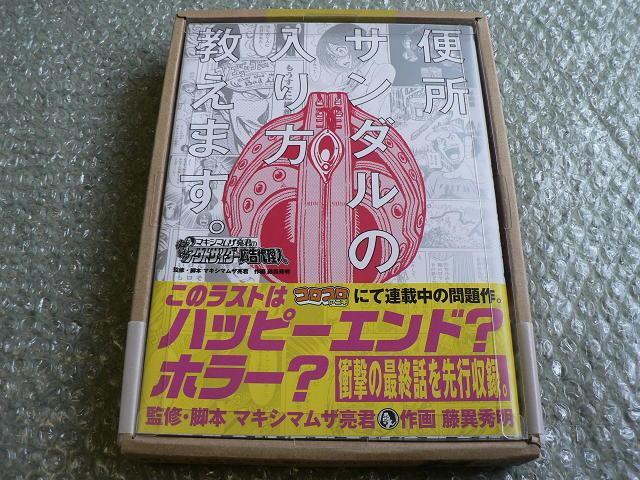 便所
サンダルの
入り方
教えます。
もうすでに
マキシマムザ亮君の
監修・脚本 マキシマムザ亮君 作画 藤異秀明
このラストは コロコロ にて連載中の問題作。
ハッピーエンド?
ホラー? 衝撃の最終話を先行収録。
監修・脚本 マキシマムザ亮君 作画 藤異秀明